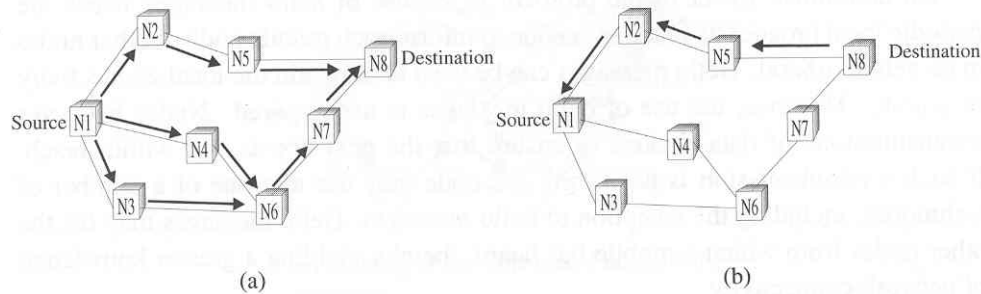 N2
N5
N8
Destination
Source
N1
N4
N7
N3
N6
(a)
N2
N5
N8
Destination
Source
N1
N4
N7
N3
N6
(b)